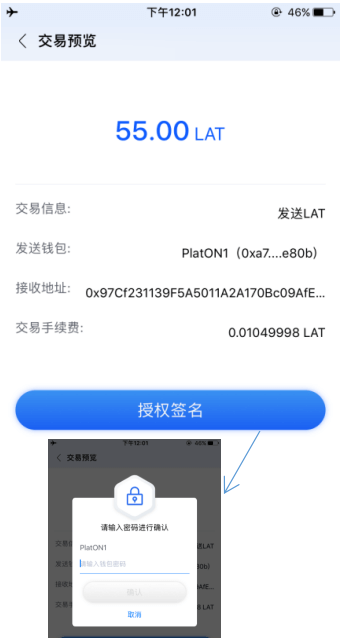 下午12:01
46%
交易预览
55.00 LAT
交易信息:
发送LAT
发送钱包:
PlatON1（0xa7....e80b）
接收地址:
0x97Cf231139F5A5011A2A170Bc09AfE...
交易手续费:
0.01049998 LAT
授权签名
下午12:01
46%
交易预览
请输入密码进行确认
PlatON1
请输入钱包密码
确认
取消